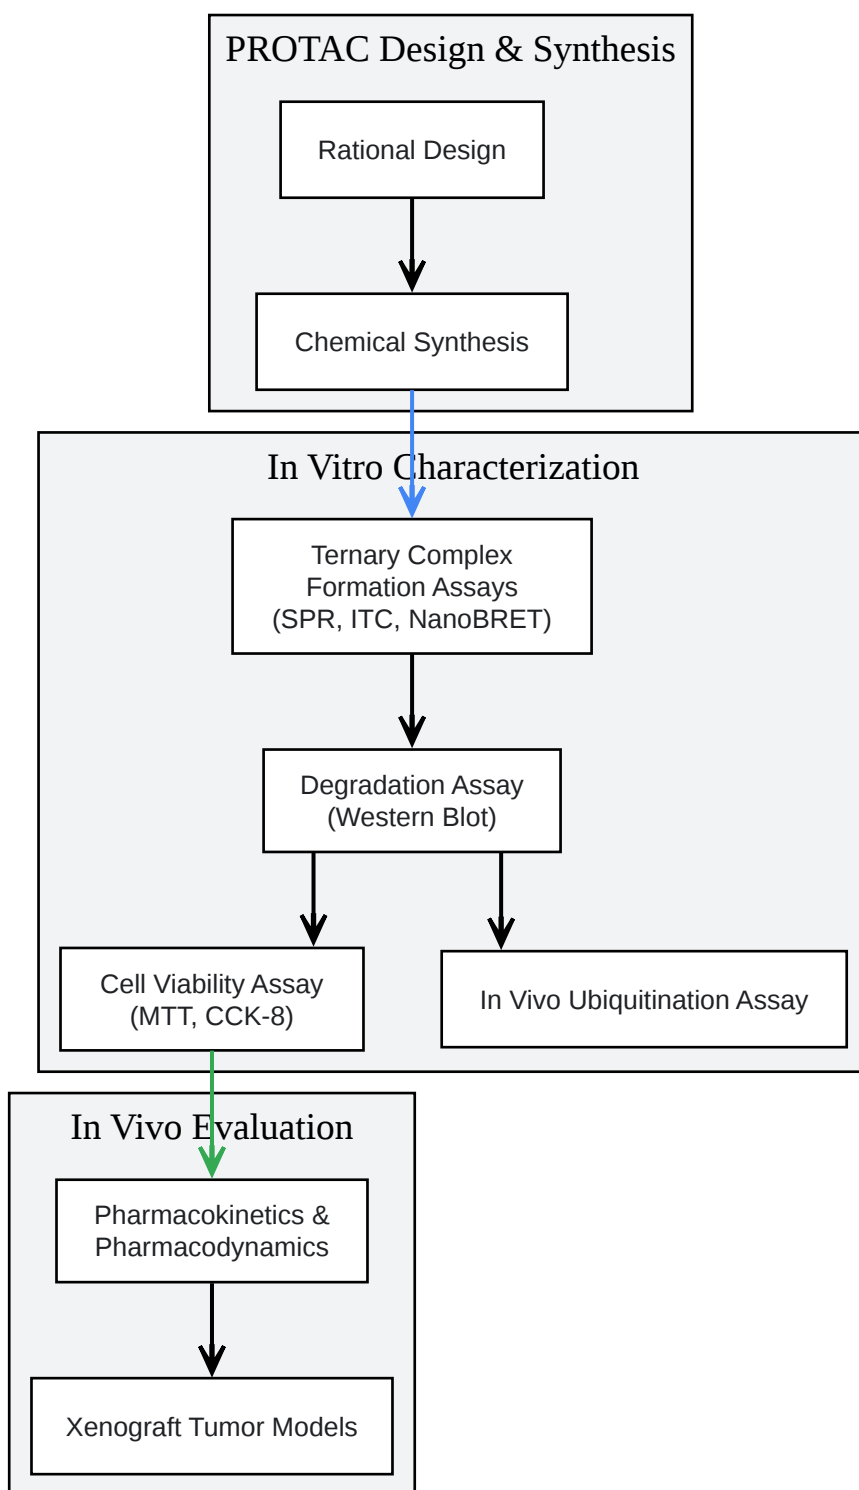 PROTAC Design & Synthesis
Rational Design
Chemical Synthesis
In Vitro Characterization
Ternary Complex
Formation Assays
(SPR, ITC, NanoBRET)
Degradation Assay
(Western Blot)
Cell Viability Assay
(MTT, CCK-8)
In Vivo Ubiquitination Assay
In Vivo Evaluation
Pharmacokinetics &
Pharmacodynamics
Xenograft Tumor Models